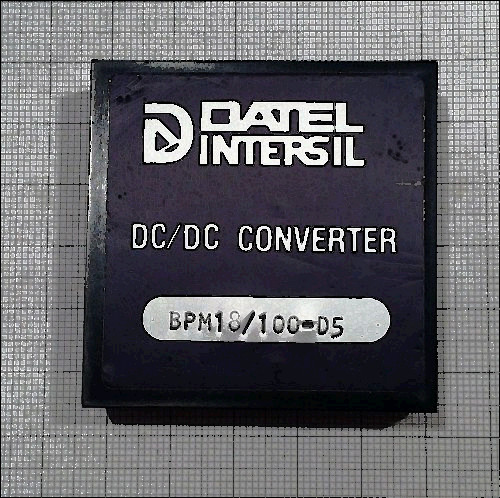 DATEL
INTERSIL
DC/DC CONVERTER
BPM18/100-D5